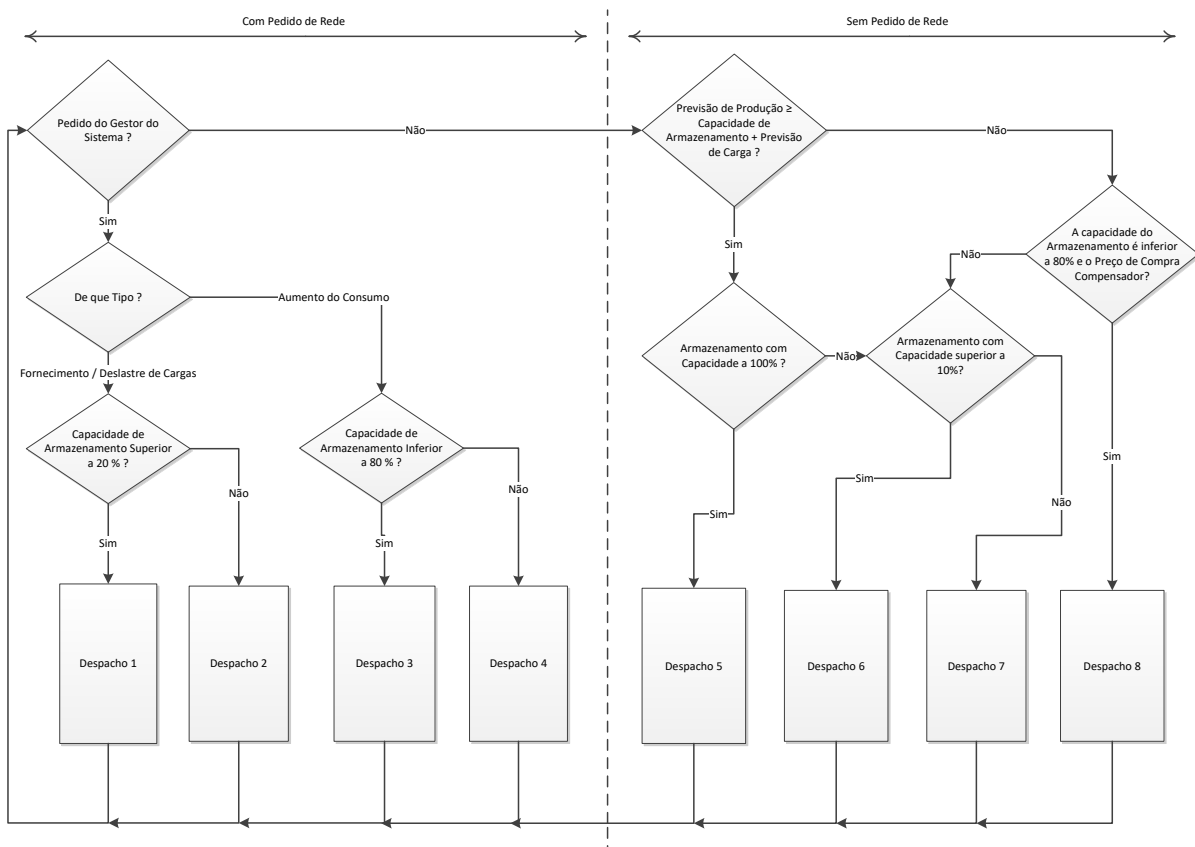 Com Pedido de Rede
Sem Pedido de Rede
Pedido do Gestor do
Sistema ?
Não
Previsão de Produção ≥
Capacidade de
Armazenamento + Previsão
de Carga ?
Não
Sim
A capacidade do
Armazenamento é inferior
a 80% e o Preço de Compra
Compensador?
Sim
Não
De que Tipo ?
Aumento do Consumo
Armazenamento com
Capacidade a 100% ?
Não
Armazenamento com
Capacidade superior a
10%?
Fornecimento / Deslastre de Cargas
Capacidade de
Armazenamento Superior
a 20 % ?
Capacidade de
Armazenamento Inferior
a 80 % ?
Sim
Sim
Não
Não
Não
Sim
Sim
Sim
Despacho 1
Despacho 2
Despacho 3
Despacho 4
Despacho 5
Despacho 6
Despacho 7
Despacho 8